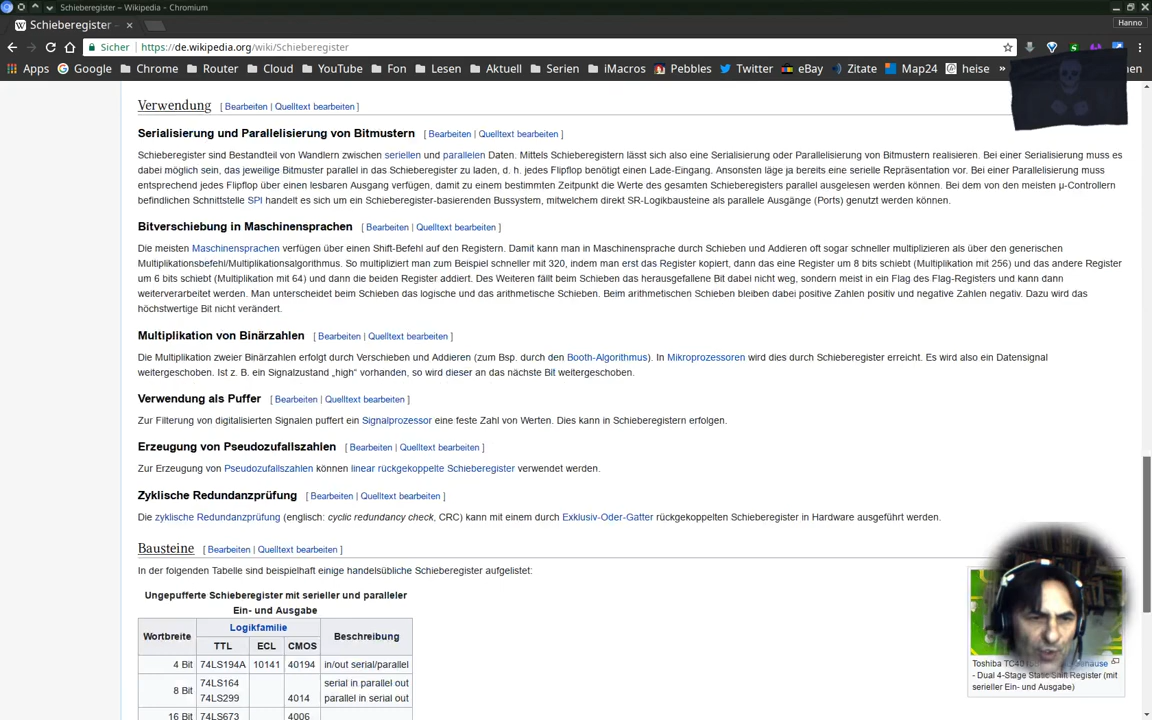 Schieberegister – Wikipedia - Chromium
Schieberegister –
Hanno
Sicher | https://de.wikipedia.org/wiki/Schieberegister
Apps Google Chrome Router Cloud YouTube Fon Lesen Aktuell Serien iMacros Pebbles Twitter eBay Zitate Map24 heise »
Verwendung [ Bearbeiten | Quelltext bearbeiten ]
Serialisierung und Parallelisierung von Bitmustern [ Bearbeiten | Quelltext bearbeiten ]
Schieberegister sind Bestandteil von Wandlern zwischen seriellen und parallelen Daten. Mittels Schieberegistern lässt sich also eine Serialisierung oder Parallelisierung von Bitmustern realisieren. Bei einer Serialisierung muss es
dabei möglich sein, das jeweilige Bitmuster parallel in das Schieberegister zu laden, d. h. jedes Flipflop benötigt einen Lade-Eingang. Ansonsten läge ja bereits eine serielle Repräsentation vor. Bei einer Parallelisierung muss
entsprechend jedes Flipflop über einen lesbaren Ausgang verfügen, damit zu einem bestimmten Zeitpunkt die Werte des gesamten Schieberegisters parallel ausgelesen werden können. Bei dem von den meisten µ-Controllern
befindlichen Schnittstelle SPI handelt es sich um ein Schieberegister-basierenden Bussystem, mitwelchem direkt SR-Logikbausteine als parallele Ausgänge (Ports) genutzt werden können.
Bitverschiebung in Maschinensprachen [ Bearbeiten | Quelltext bearbeiten ]
Die meisten Maschinensprachen verfügen über einen Shift-Befehl auf den Registern. Damit kann man in Maschinensprache durch Schieben und Addieren oft sogar schneller multiplizieren als über den generischen
Multiplikationsbefehl/Multiplikationsalgorithmus. So multipliziert man zum Beispiel schneller mit 320, indem man erst das Register kopiert, dann das eine Register um 8 bits schiebt (Multiplikation mit 256) und das andere Register
um 6 bits schiebt (Multiplikation mit 64) und dann die beiden Register addiert. Des Weiteren fällt beim Schieben das herausgefallene Bit dabei nicht weg, sondern meist in ein Flag des Flag-Registers und kann dann
weiterverarbeitet werden. Man unterscheidet beim Schieben das logische und das arithmetische Schieben. Beim arithmetischen Schieben bleiben dabei positive Zahlen positiv und negative Zahlen negativ. Dazu wird das
höchstwertige Bit nicht verändert.
Multiplikation von Binärzahlen [ Bearbeiten | Quelltext bearbeiten ]
Die Multiplikation zweier Binärzahlen erfolgt durch Verschieben und Addieren (zum Bsp. durch den Booth-Algorithmus). In Mikroprozessoren wird dies durch Schieberegister erreicht. Es wird also ein Datensignal
weitergeschoben. Ist z. B. ein Signalzustand „high“ vorhanden, so wird dieser an das nächste Bit weitergeschoben.
Verwendung als Puffer [ Bearbeiten | Quelltext bearbeiten ]
Zur Filterung von digitalisierten Signalen puffert ein Signalprozessor eine feste Zahl von Werten. Dies kann in Schieberegistern erfolgen.
Erzeugung von Pseudozufallszahlen [ Bearbeiten | Quelltext bearbeiten ]
Zur Erzeugung von Pseudozufallszahlen können linear rückgekoppelte Schieberegister verwendet werden.
Zyklische Redundanzprüfung [ Bearbeiten | Quelltext bearbeiten ]
Die zyklische Redundanzprüfung (englisch: cyclic redundancy check, CRC) kann mit einem durch Exklusiv-Oder-Gatter rückgekoppelten Schieberegister in Hardware ausgeführt werden.
Bausteine [ Bearbeiten | Quelltext bearbeiten ]
In der folgenden Tabelle sind beispielhaft einige handelsübliche Schieberegister aufgelistet:
Ungepufferte Schieberegister mit serieller und paralleler
Ein- und Ausgabe
Wortbreite Logikfamilie Beschreibung
TTL ECL CMOS
4 Bit 74LS194A 10141 40194 in/out serial/parallel
8 Bit 74LS164 serial in parallel out
74LS299 4014 parallel in serial out
16 Bit 74LS673 4006
Toshiba
- Dual 4-Stage Static Shift Register (mit
serieller Ein- und Ausgabe)